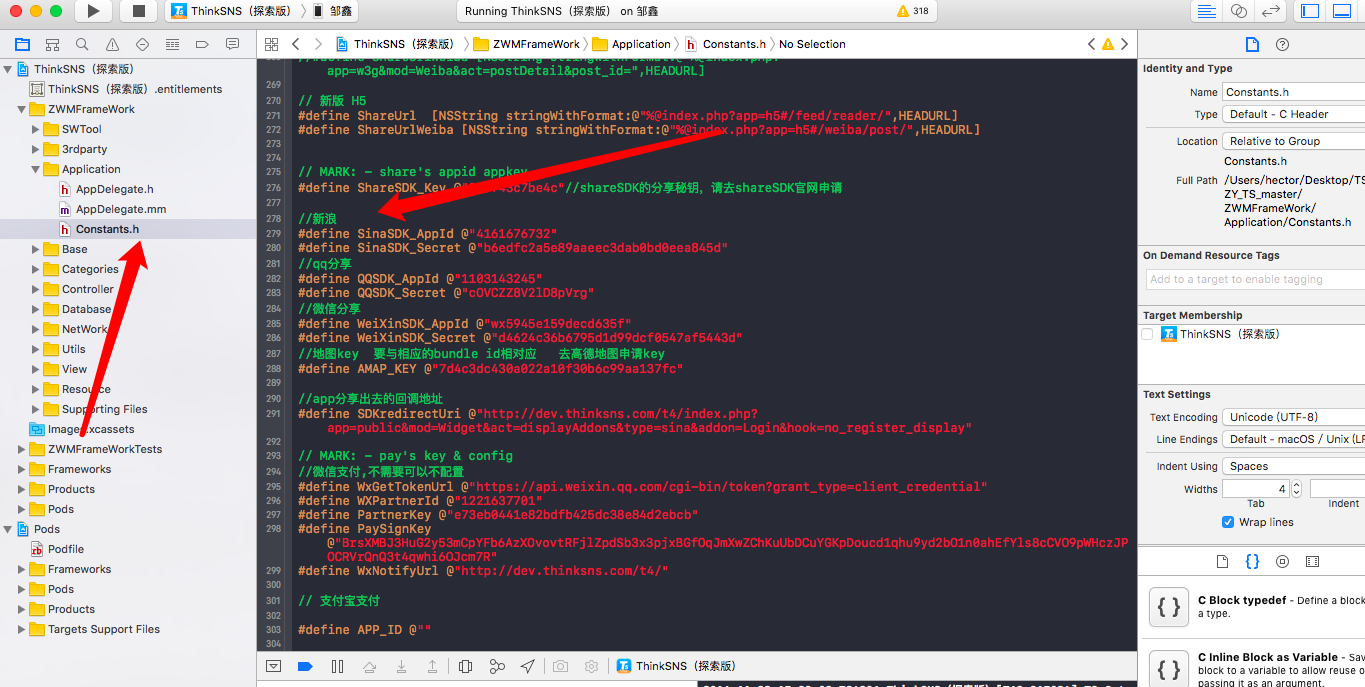 ThinkSNS（探索版） 〉 邹鑫
Running ThinkSNS（探索版） on 邹鑫
318
ThinkSNS（探索版） 〉 ZWMFrameWork 〉 Application 〉 Constants.h 〉 No Selection
ThinkSNS（探索版）
ThinkSNS（探索版）.entitlements
ZWMFrameWork
SWTool
3rdparty
Application
AppDelegate.h
AppDelegate.mm
Constants.h
Base
Categories
Controller
Database
NetWork
Utils
View
Resource
Supporting Files
Images.xcassets
ZWMFrameWorkTests
Frameworks
Products
Pods
Pods
Podfile
Frameworks
Pods
Products
Targets Support Files
app=w3g&mod=Weiba&act=postDetail&post_id=",HEADURL]
269
270 // 新版 H5
271 #define ShareUrl [NSString stringWithFormat:@"%@index.php?app=h5#/feed/reader/",HEADURL]
272 #define ShareUrlWeiba [NSString stringWithFormat:@"%@index.php?app=h5#/weiba/post/",HEADURL]
273
274
275 // MARK: - share's appid appkey
276 #define ShareSDK_Key 5c7be4c"//shareSDK的分享秘钥，请去shareSDK官网申请
277
278 //新浪
279 #define SinaSDK_AppId @"4161676732"
280 #define SinaSDK_Secret @"b6edfc2a5e89aaeec3dab0bd0eea845d"
281 //qq分享
282 #define QQSDK_AppId @"1103143245"
283 #define QQSDK_Secret @"cOVCZZ8V2lD8pVrg"
284 //微信分享
285 #define WeiXinSDK_AppId @"wx5945e159decd635f"
286 #define WeiXinSDK_Secret @"d4624c36b6795d1d99dcf0547af5443d"
287 //地图key 要与相应的bundle id相对应 去高德地图申请key
288 #define AMAP_KEY @"7d4c3dc430a022a10f30b6c99aa137fc"
289
290 //app分享出去的回调地址
291 #define SDKredirectUri @"http://dev.thinksns.com/t4/index.php?
app=public&mod=Widget&act=displayAddons&type=sina&addon=Login&hook=no_register_display"
292
293 // MARK: - pay's key & config
294 //微信支付,不需要可以不配置
295 #define WxGetTokenUrl @"https://api.weixin.qq.com/cgi-bin/token?grant_type=client_credential"
296 #define WXPartnerId @"1221637701"
297 #define PartnerKey @"e73eb0441e82bdfb425dc38e84d2ebcb"
298 #define PaySignKey
@"BrsXMBJ3HuG2y53mCpYFb6AzXOvovtRFjlZpdSb3x3pjxBGfOqJmXwZChKuUbDCuYGKpDoucd1qhu9yd2bO1n0ahEfYls8cCVO9pWHczJP
OCRVrQnQ3t4qwhi6OJcm7R"
299 #define WxNotifyUrl @"http://dev.thinksns.com/t4/"
300
301 // 支付宝支付
302
303 #define APP_ID @""
304
ThinkSNS（探索版）
Identity and Type
Name Constants.h
Type Default - C Header
Location Relative to Group
Constants.h
Full Path /Users/hector/Desktop/TS
ZY_TS_master/
ZWMFrameWork/
Application/Constants.h
On Demand Resource Tags
Add to a target to enable tagging
Target Membership
ThinkSNS（探索版）
Text Settings
Text Encoding Unicode (UTF-8)
Line Endings Default - macOS / Unix (LF
Indent Using Spaces
Widths 4
Tab Indent
Wrap lines
{ } C Block typedef - Define a block
a type.
{ } C Inline Block as Variable - Sav
block to a variable to allow reuse o
passing it as an argument.